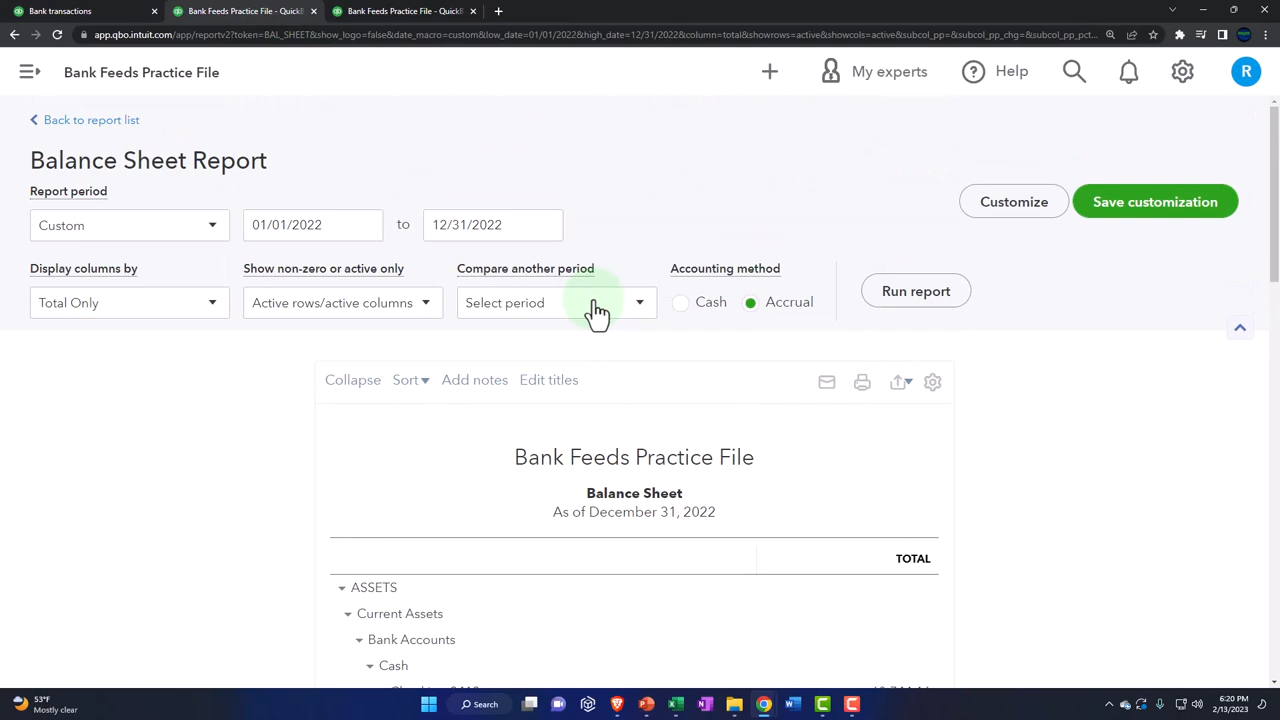 Bank transactions
Bank Feeds Practice File - QuickB
Bank Feeds Practice File - QuickB
app.qbo.intuit.com/app/reportv2?token=BAL_SHEET&show_logo=false&date_macro=custom&low_date=01/01/2022&high_date=12/31/2022&column=total&showrows=active&showcols=active&subcol_pp=&subcol_pp_chg=&subcol_pp_pct...
Bank Feeds Practice File
My experts
Help
R
Back to report list
Balance Sheet Report
Report period
Custom
01/01/2022
to
12/31/2022
Customize
Save customization
Display columns by
Show non-zero or active only
Compare another period
Accounting method
Total Only
Active rows/active columns
Select period
Cash
Accrual
Run report
Collapse
Sort
Add notes
Edit titles
Bank Feeds Practice File
Balance Sheet
As of December 31, 2022
TOTAL
ASSETS
Current Assets
Bank Accounts
Cash
53°F
Mostly clear
Search
6:20 PM
2/13/2023